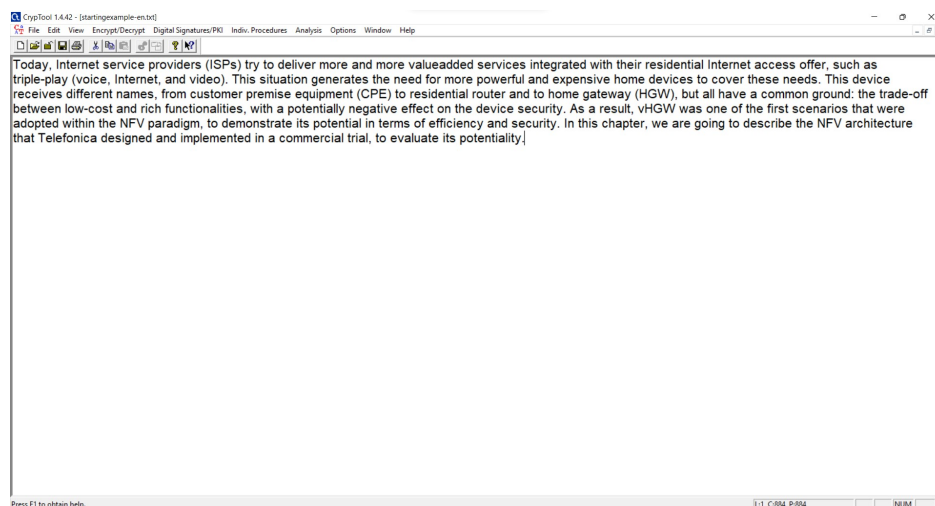 CrypTool 1.4.42 - [startingexample-en.txt]
File Edit View Encrypt/Decrypt Digital Signatures/PKI Indiv. Procedures Analysis Options Window Help
Today, Internet service providers (ISPs) try to deliver more and more valueadded services integrated with their residential Internet access offer, such as
triple-play (voice, Internet, and video). This situation generates the need for more powerful and expensive home devices to cover these needs. This device
receives different names, from customer premise equipment (CPE) to residential router and to home gateway (HGW), but all have a common ground: the trade-off
between low-cost and rich functionalities, with a potentially negative effect on the device security. As a result, vHGW was one of the first scenarios that were
adopted within the NFV paradigm, to demonstrate its potential in terms of efficiency and security. In this chapter, we are going to describe the NFV architecture
that Telefonica designed and implemented in a commercial trial, to evaluate its potentiality.
Press F1 to obtain help. L:1 C:884 P:884 NUM